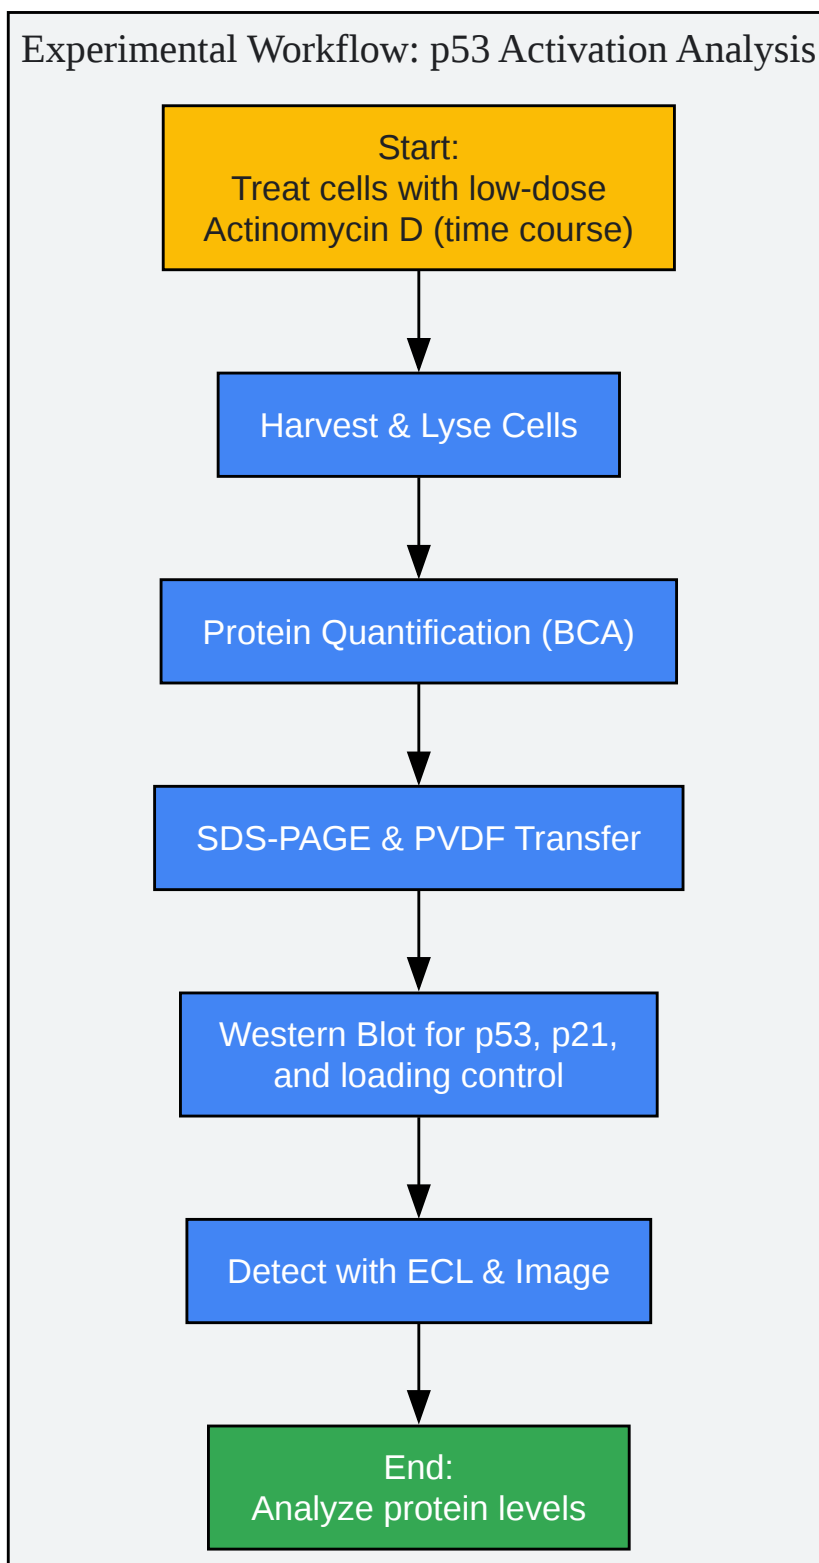 Experimental Workflow: p53 Activation Analysis
Start:
Treat cells with low-dose
Actinomycin D (time course)
Harvest & Lyse Cells
Protein Quantification (BCA)
SDS-PAGE & PVDF Transfer
Western Blot for p53, p21,
and loading control
Detect with ECL & Image
End:
Analyze protein levels